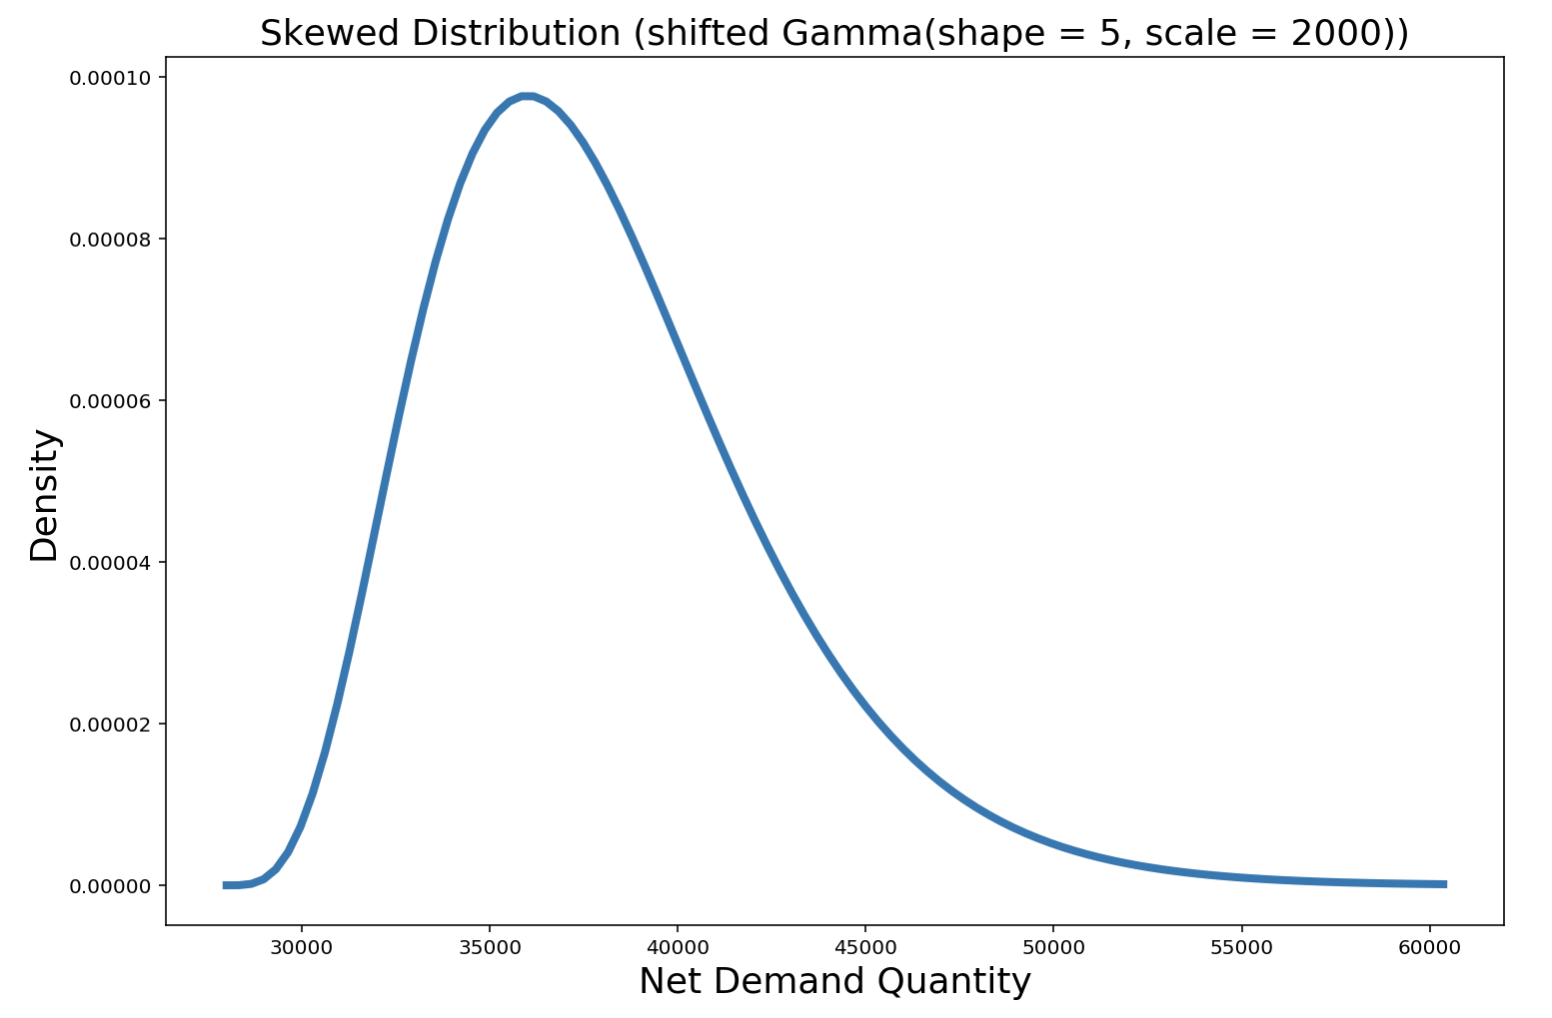 Skewed Distribution (shifted Gamma(shape = 5, scale = 2000))
0.00010
0.00008
0.00006
0.00004
0.00002
0.00000
Density
30000 35000 40000 45000 50000 55000 60000
Net Demand Quantity